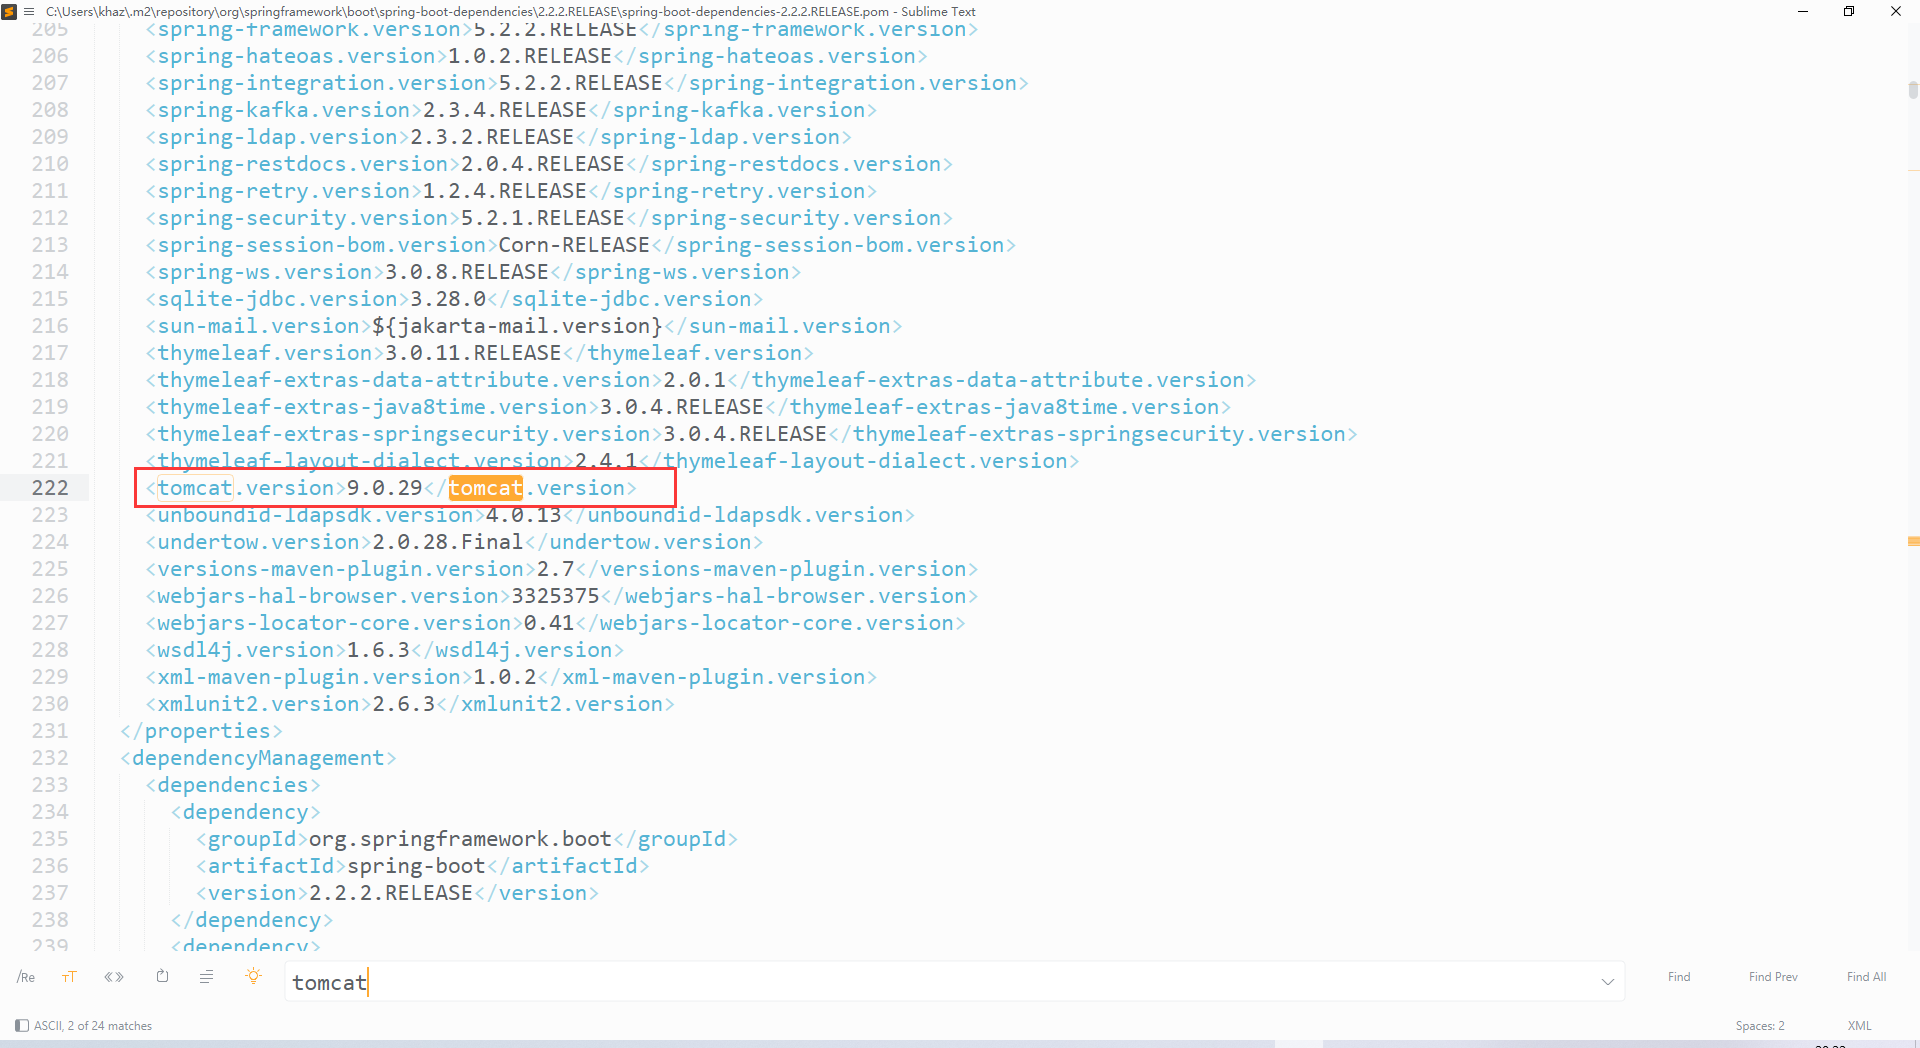 C:\Users\khaz\.m2\repository\org\springframework\boot\spring-boot-dependencies\2.2.2.RELEASE\spring-boot-dependencies-2.2.2.RELEASE.pom - Sublime Text
205 <spring-framework.version>5.2.2.RELEASE</spring-framework.version>
206 <spring-hateoas.version>1.0.2.RELEASE</spring-hateoas.version>
207 <spring-integration.version>5.2.2.RELEASE</spring-integration.version>
208 <spring-kafka.version>2.3.4.RELEASE</spring-kafka.version>
209 <spring-ldap.version>2.3.2.RELEASE</spring-ldap.version>
210 <spring-restdocs.version>2.0.4.RELEASE</spring-restdocs.version>
211 <spring-retry.version>1.2.4.RELEASE</spring-retry.version>
212 <spring-security.version>5.2.1.RELEASE</spring-security.version>
213 <spring-session-bom.version>Corn-RELEASE</spring-session-bom.version>
214 <spring-ws.version>3.0.8.RELEASE</spring-ws.version>
215 <sqlite-jdbc.version>3.28.0</sqlite-jdbc.version>
216 <sun-mail.version>${jakarta-mail.version}</sun-mail.version>
217 <thymeleaf.version>3.0.11.RELEASE</thymeleaf.version>
218 <thymeleaf-extras-data-attribute.version>2.0.1</thymeleaf-extras-data-attribute.version>
219 <thymeleaf-extras-java8time.version>3.0.4.RELEASE</thymeleaf-extras-java8time.version>
220 <thymeleaf-extras-springsecurity.version>3.0.4.RELEASE</thymeleaf-extras-springsecurity.version>
221 <thymeleaf-layout-dialect.version>2.4.1</thymeleaf-layout-dialect.version>
222 <tomcat.version>9.0.29</tomcat.version>
223 <unboundid-ldapsdk.version>4.0.13</unboundid-ldapsdk.version>
224 <undertow.version>2.0.28.Final</undertow.version>
225 <versions-maven-plugin.version>2.7</versions-maven-plugin.version>
226 <webjars-hal-browser.version>3325375</webjars-hal-browser.version>
227 <webjars-locator-core.version>0.41</webjars-locator-core.version>
228 <wsdl4j.version>1.6.3</wsdl4j.version>
229 <xml-maven-plugin.version>1.0.2</xml-maven-plugin.version>
230 <xmlunit2.version>2.6.3</xmlunit2.version>
231 </properties>
232 <dependencyManagement>
233 <dependencies>
234 <dependency>
235 <groupId>org.springframework.boot</groupId>
236 <artifactId>spring-boot</artifactId>
237 <version>2.2.2.RELEASE</version>
238 </dependency>
239 <dependency>
/Re tomcat Find Find Prev Find All
ASCII, 2 of 24 matches Spaces: 2 XML